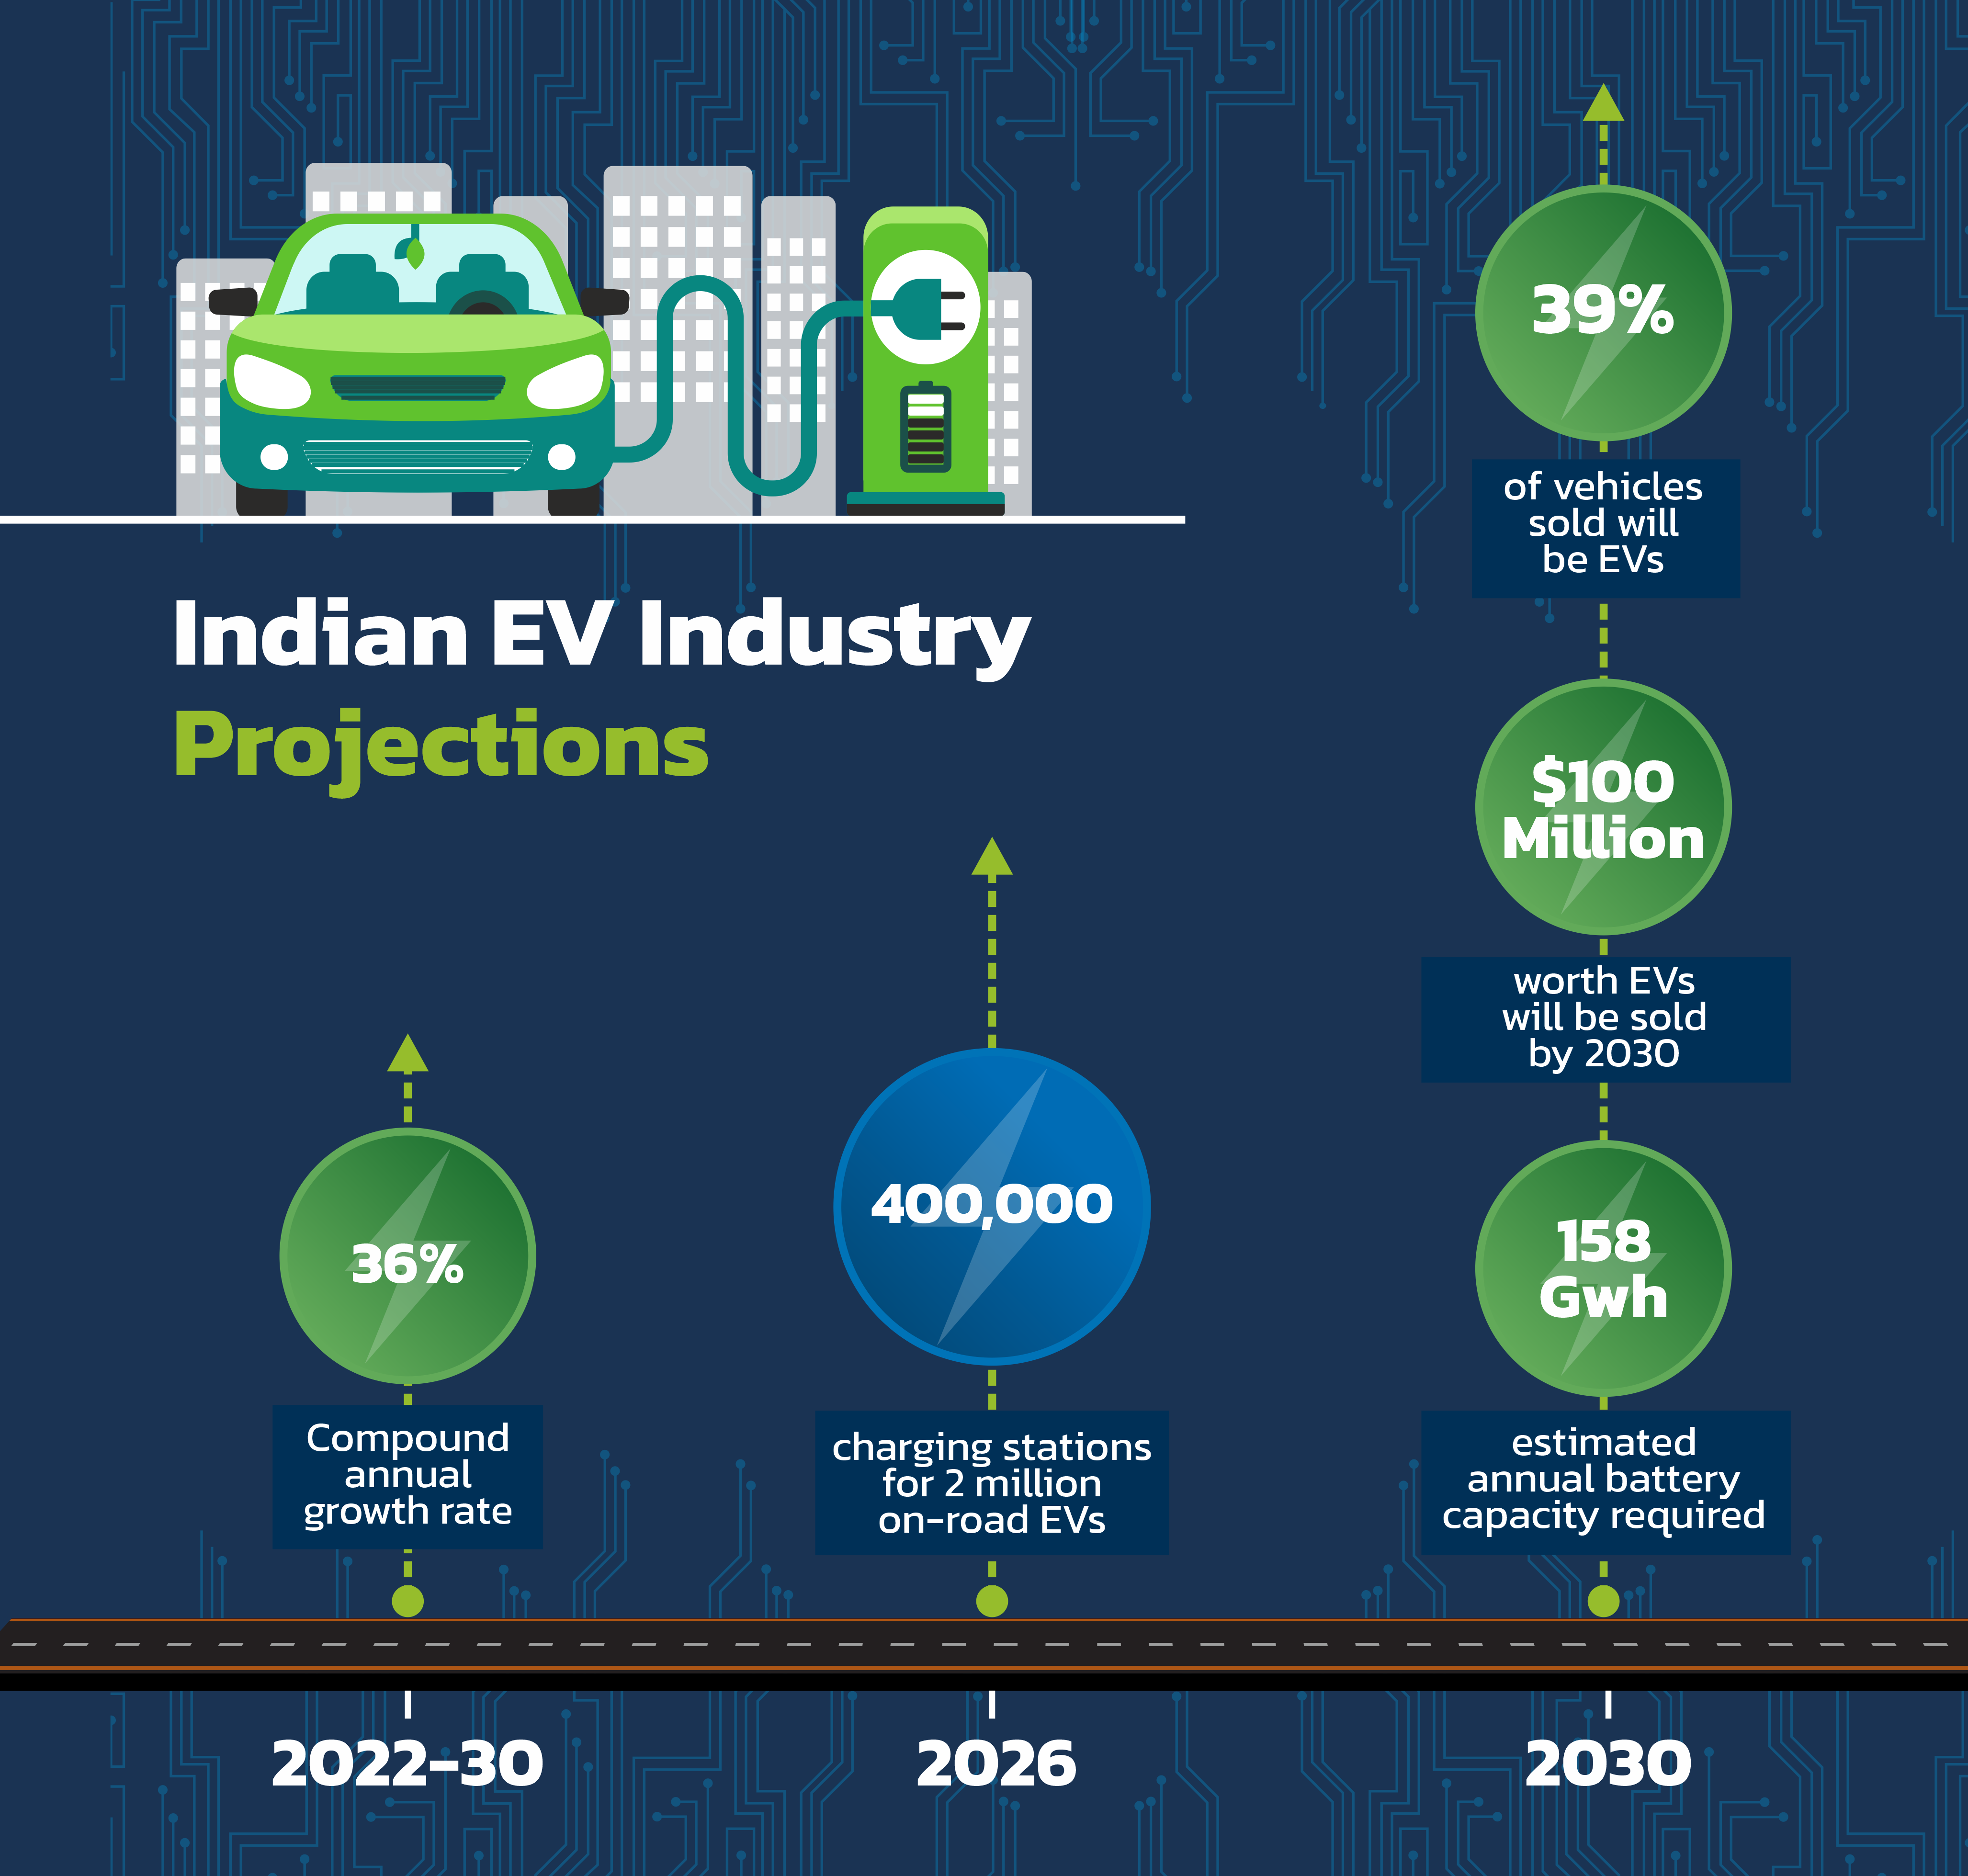 Indian EV Industry
Projections
36%
Compound
annual
growth rate
2022-30
400,000
charging stations
for 2 million
on-road EVs
2026
39%
of vehicles
sold will
be EVs
$100
Million
worth EVs
will be sold
by 2030
158
Gwh
estimated
annual battery
capacity required
2030